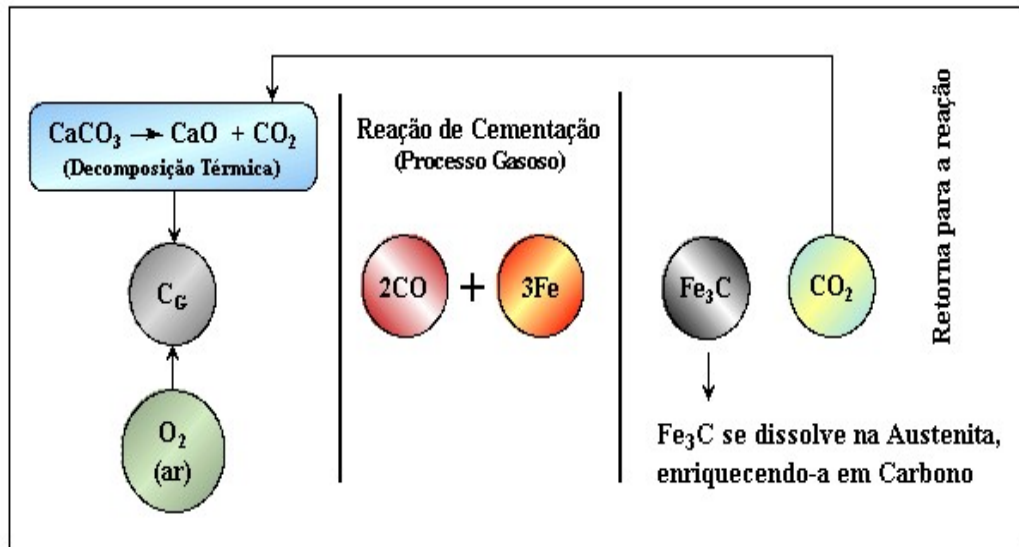 CaCO₃ → CaO + CO₂
(Decomposição Térmica)
C_G
O₂
(ar)
Reação de Cementação
(Processo Gasoso)
2CO + 3Fe
Fe₃C
CO₂
Retorna para a reação
Fe₃C se dissolve na Austenita,
enriquecendo-a em Carbono